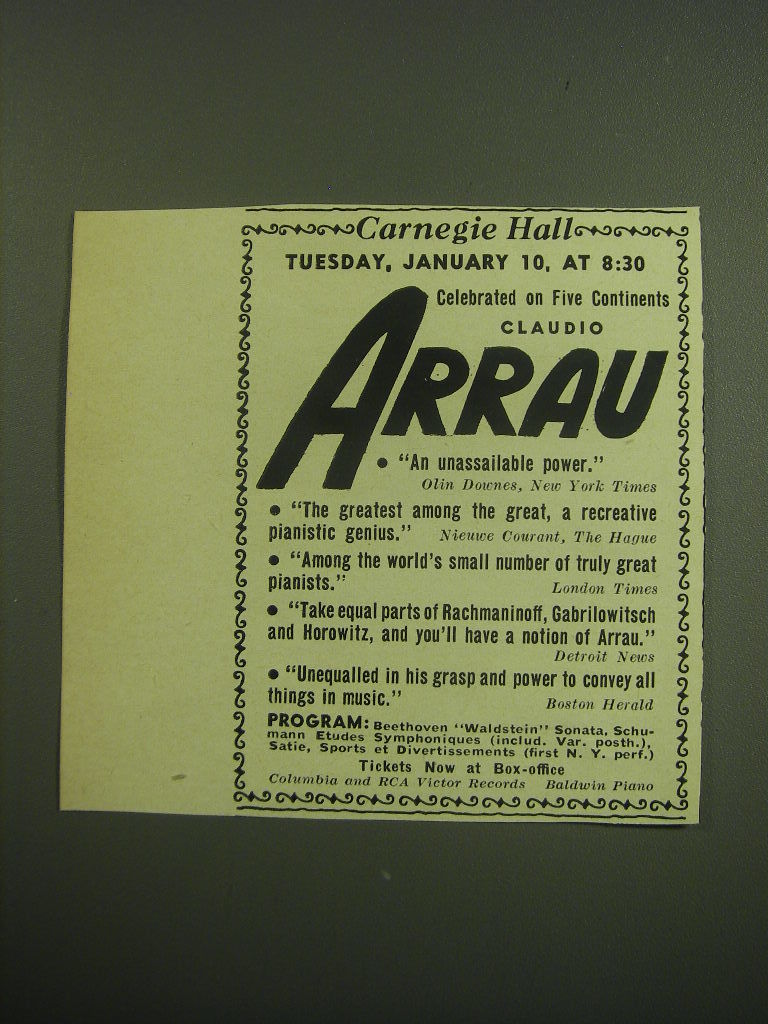 Carnegie Hall
TUESDAY, JANUARY 10, AT 8:30
Celebrated on Five Continents
CLAUDIO
ARRAU
• "An unassailable power."
Olin Downes, New York Times
• "The greatest among the great, a recreative
pianistic genius." Nieuwe Courant, The Hague
• "Among the world's small number of truly great
pianists." London Times
• "Take equal parts of Rachmaninoff, Gabrilowitsch
and Horowitz, and you'll have a notion of Arrau."
Detroit News
• "Unequalled in his grasp and power to convey all
things in music." Boston Herald
PROGRAM: Beethoven "Waldstein" Sonata, Schu-
mann Etudes Symphoniques (includ. Var. posth.),
Satie, Sports et Divertissements (first N. Y. perf.)
Tickets Now at Box-office
Columbia and RCA Victor Records Baldwin Piano